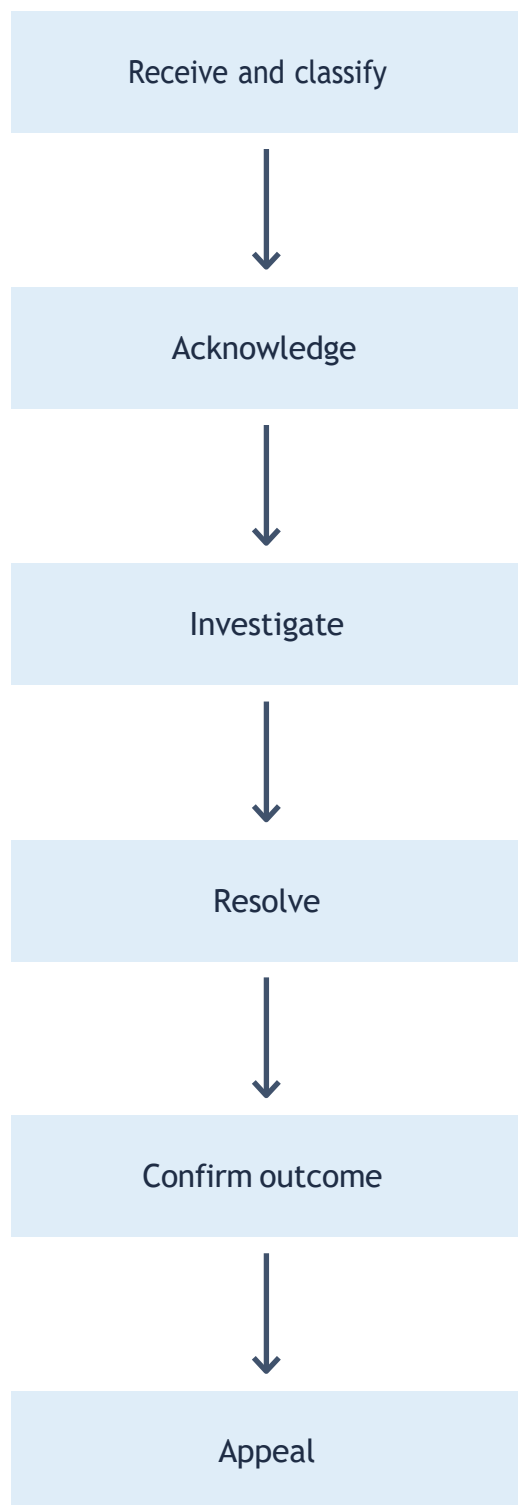 Receive and classify
Acknowledge
Investigate
Resolve
Confirm outcome
Appeal